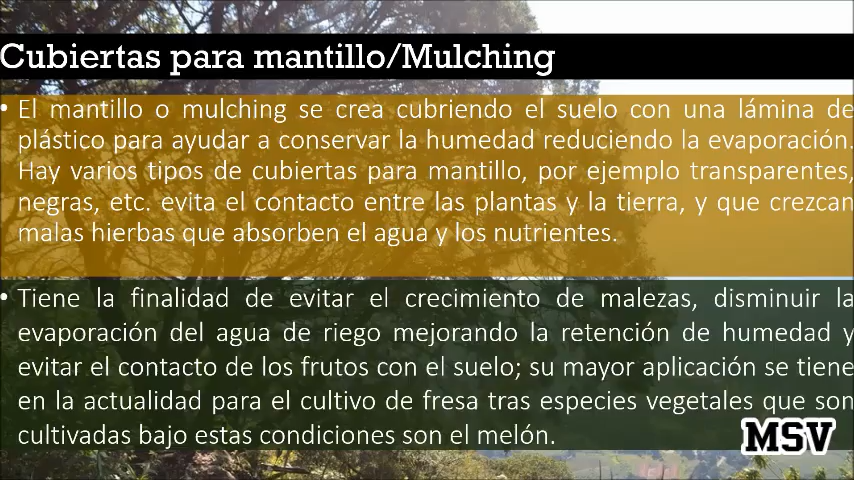 Cubiertas para mantillo/Mulching
• El mantillo o mulching se crea cubriendo el suelo con una lámina de
plástico para ayudar a conservar la humedad reduciendo la evaporación.
Hay varios tipos de cubiertas para mantillo, por ejemplo transparentes,
negras, etc. evita el contacto entre las plantas y la tierra, y que crezcan
malas hierbas que absorben el agua y los nutrientes.
• Tiene la finalidad de evitar el crecimiento de malezas, disminuir la
evaporación del agua de riego mejorando la retención de humedad y
evitar el contacto de los frutos con el suelo; su mayor aplicación se tiene
en la actualidad para el cultivo de fresa tras especies vegetales que son
cultivadas bajo estas condiciones son el melón.
MSV